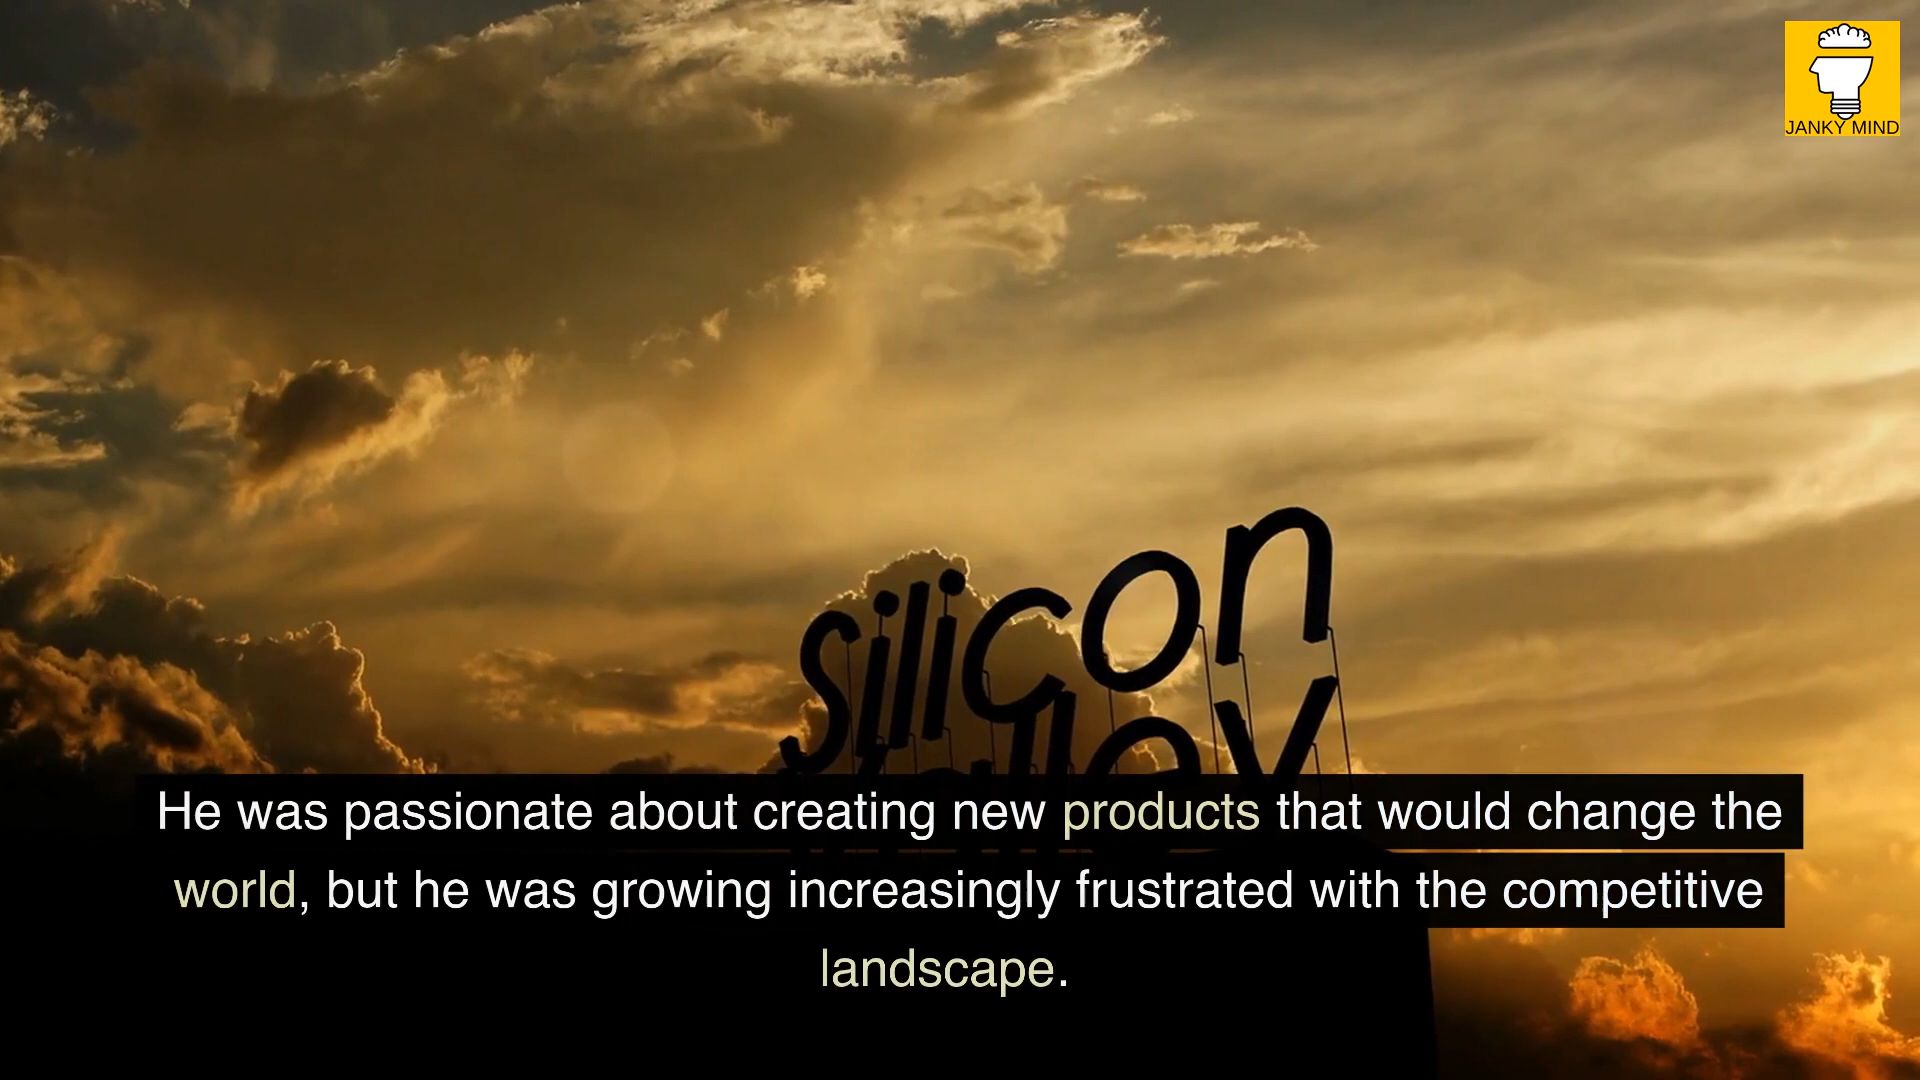 JANKY MIND
silicon
valley
He was passionate about creating new products that would change the
world, but he was growing increasingly frustrated with the competitive
landscape.